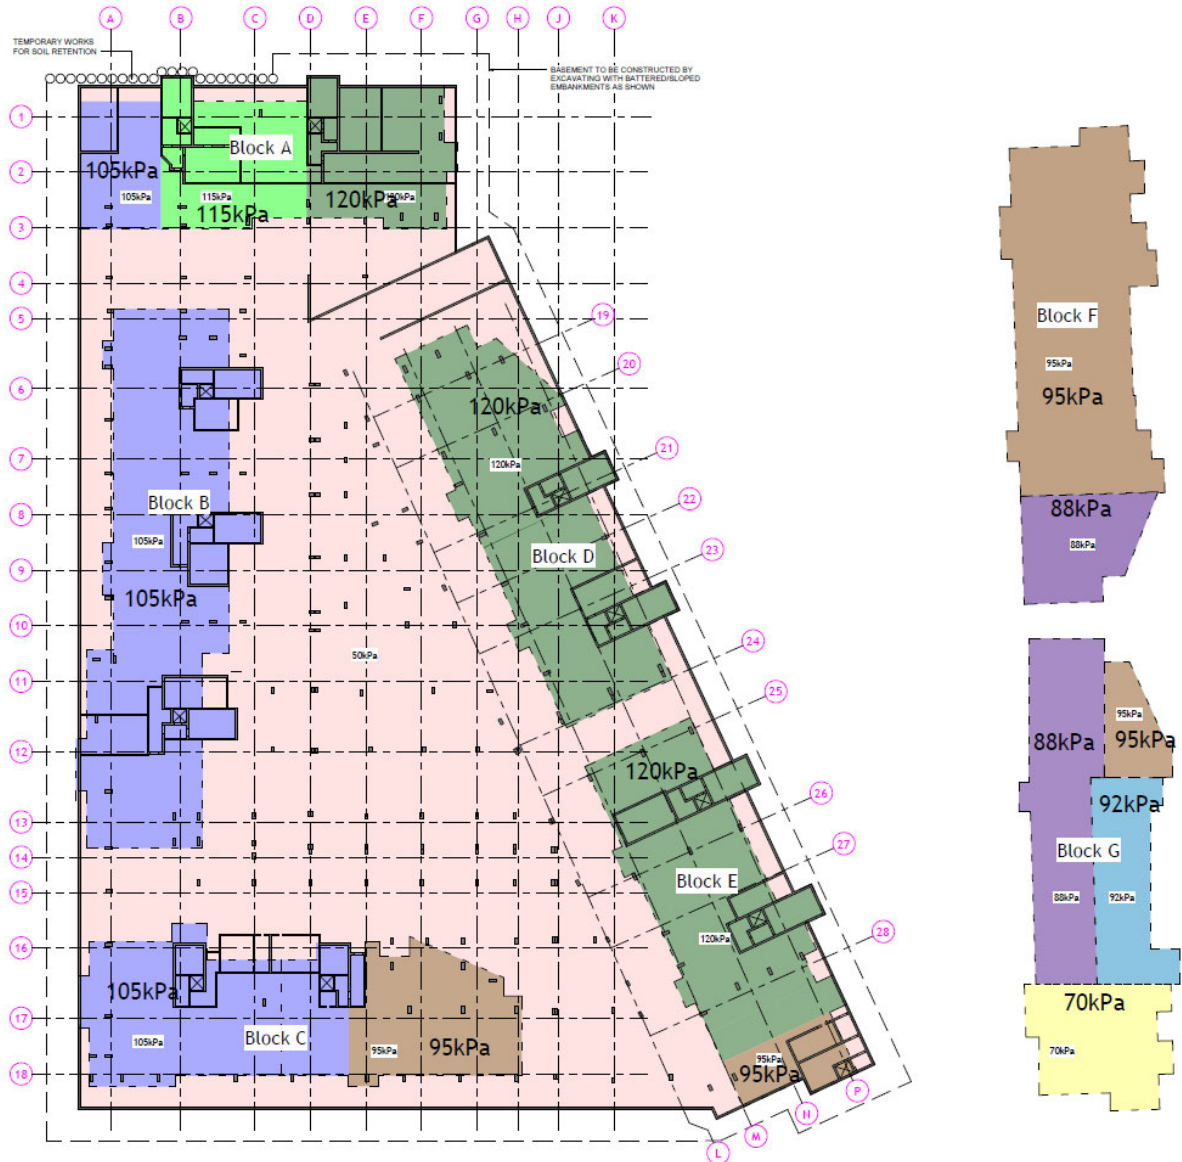 A B C D E F G H J K
TEMPORARY WORKS
FOR SOIL RETENTION
BASEMENT TO BE CONSTRUCTED BY
EXCAVATING WITH BATTERED/SLOPED
EMBANKMENTS AS SHOWN
1
Block A
2
105kPa
105kPa
115kPa
115kPa
120kPa
120kPa
3
4
5
19
Block F
95kPa
95kPa
20
6
120kPa
7
21
120kPa
22
88kPa
88kPa
Block B
8
105kPa
23
Block D
9
105kPa
10
24
50kPa
11
25
12
120kPa
88kPa
95kPa
95kPa
26
92kPa
13
27
14
Block G
Block E
15
88kPa
92kPa
28
16
120kPa
105kPa
70kPa
17
Block C
105kPa
95kPa
95kPa
70kPa
18
95kPa
95kPa
P
N
M
L